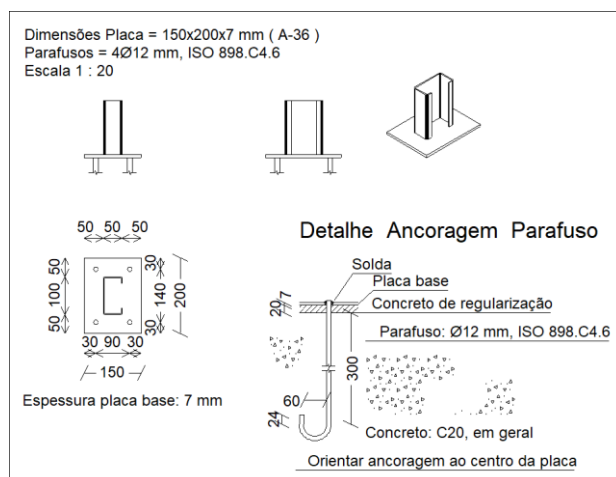 Dimensões Placa = 150x200x7 mm ( A-36 )
Parafusos = 4Ø12 mm, ISO 898.C4.6
Escala 1 : 20
50 50 50
50
100
50
30
140
30
200
30 90 30
150
Espessura placa base: 7 mm
Detalhe Ancoragem Parafuso
Solda
Placa base
Concreto de regularização
Parafuso: Ø12 mm, ISO 898.C4.6
7
20
300
60
24
Concreto: C20, em geral
Orientar ancoragem ao centro da placa